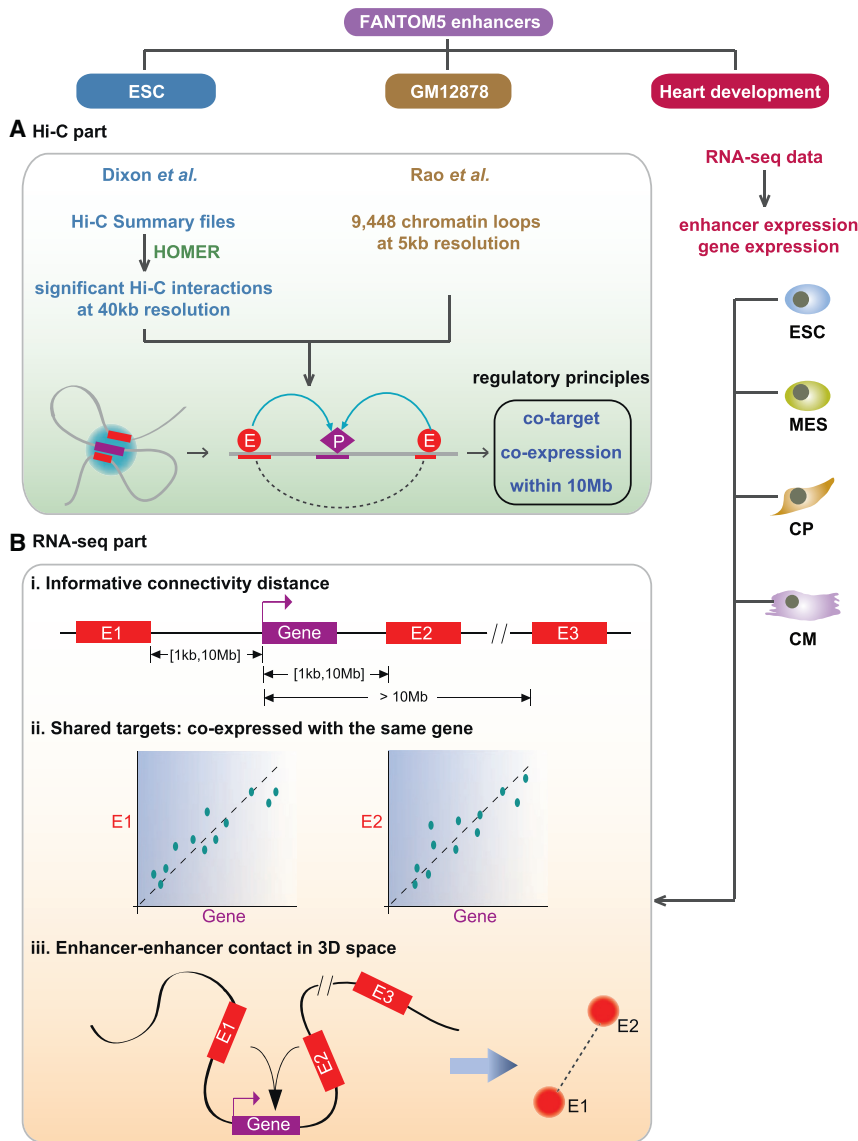 FANTOM5 enhancers
ESC
GM12878
Heart development
A Hi-C part
Dixon et al.
Rao et al.
Hi-C Summary files
HOMER
significant Hi-C interactions
at 40kb resolution
9,448 chromatin loops
at 5kb resolution
E
P
E
regulatory principles
co-target
co-expression
within 10Mb
RNA-seq data
enhancer expression
gene expression
ESC
MES
CP
CM
B RNA-seq part
i. Informative connectivity distance
E1
Gene
E2
//
E3
[1kb,10Mb]
[1kb,10Mb]
> 10Mb
ii. Shared targets: co-expressed with the same gene
E1
Gene
E2
Gene
iii. Enhancer-enhancer contact in 3D space
E1
E2
//
E3
Gene
E2
E1